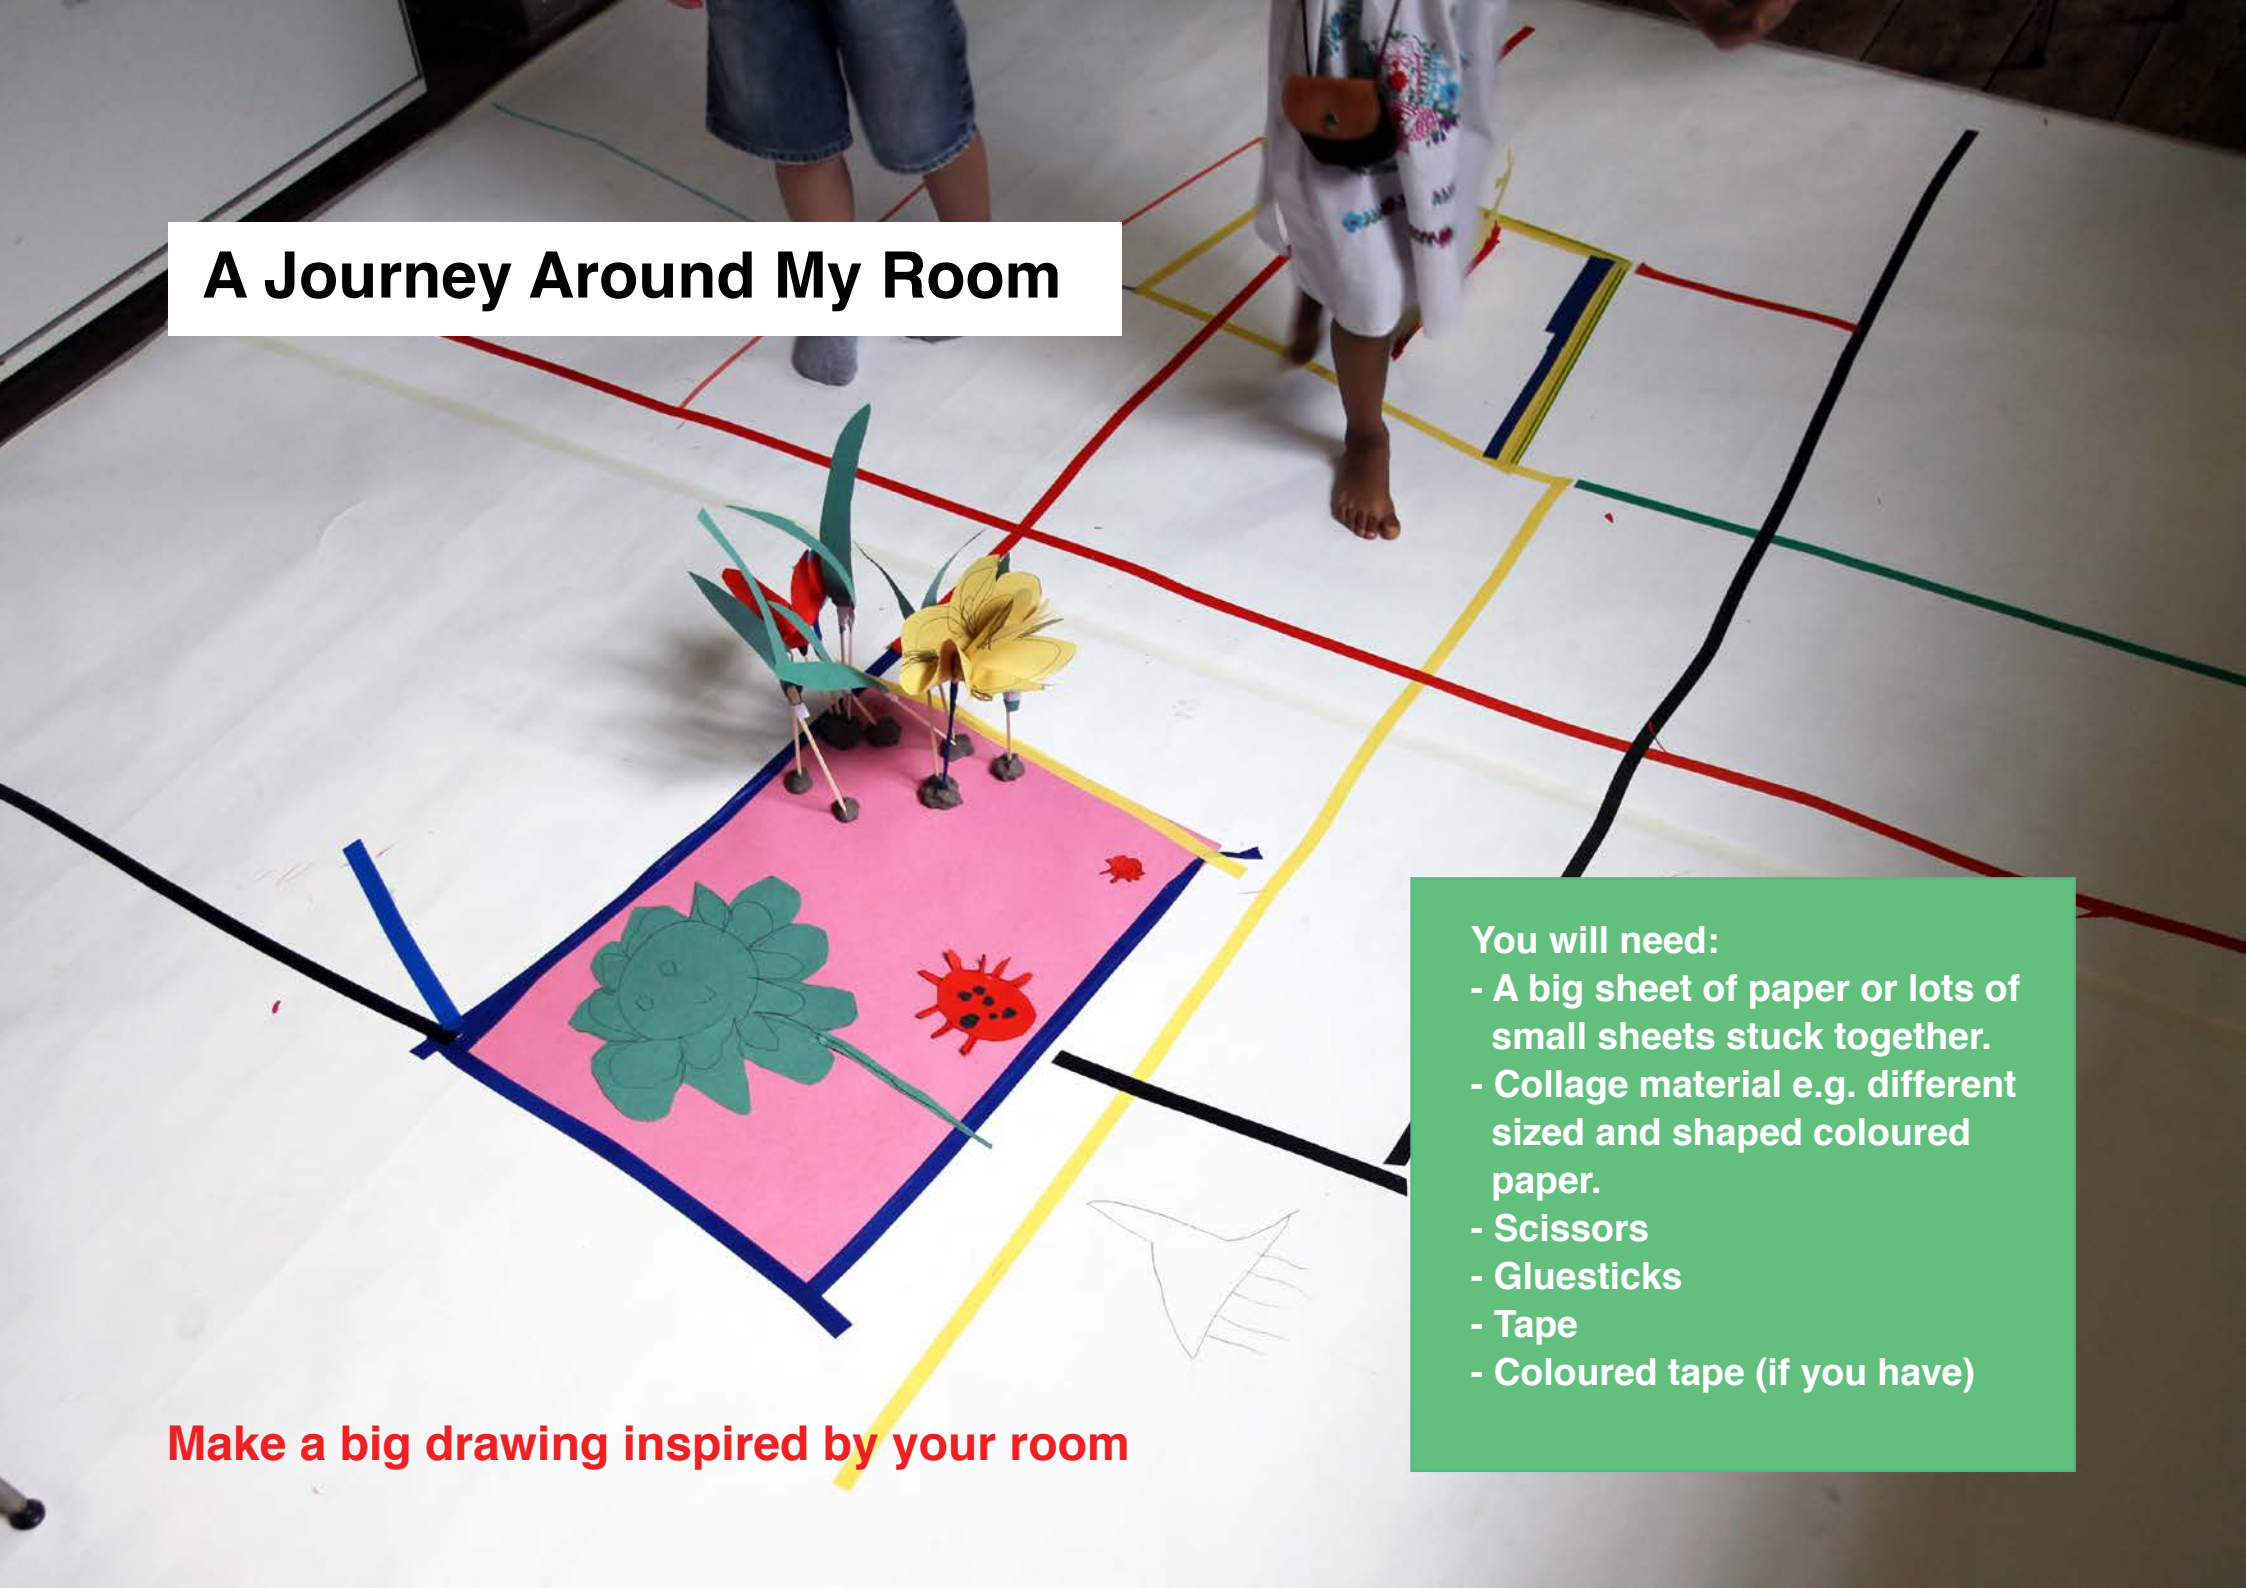 A Journey Around My Room
You will need:
- A big sheet of paper or lots of
small sheets stuck together.
- Collage material e.g. different
sized and shaped coloured
paper.
- Scissors
- Gluesticks
- Tape
- Coloured tape (if you have)
Make a big drawing inspired by your room